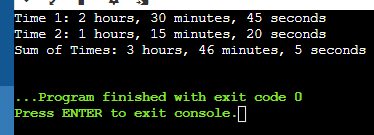 Time 1: 2 hours, 30 minutes, 45 seconds
Time 2: 1 hours, 15 minutes, 20 seconds
Sum of Times: 3 hours, 46 minutes, 5 seconds
...Program finished with exit code 0
Press ENTER to exit console.